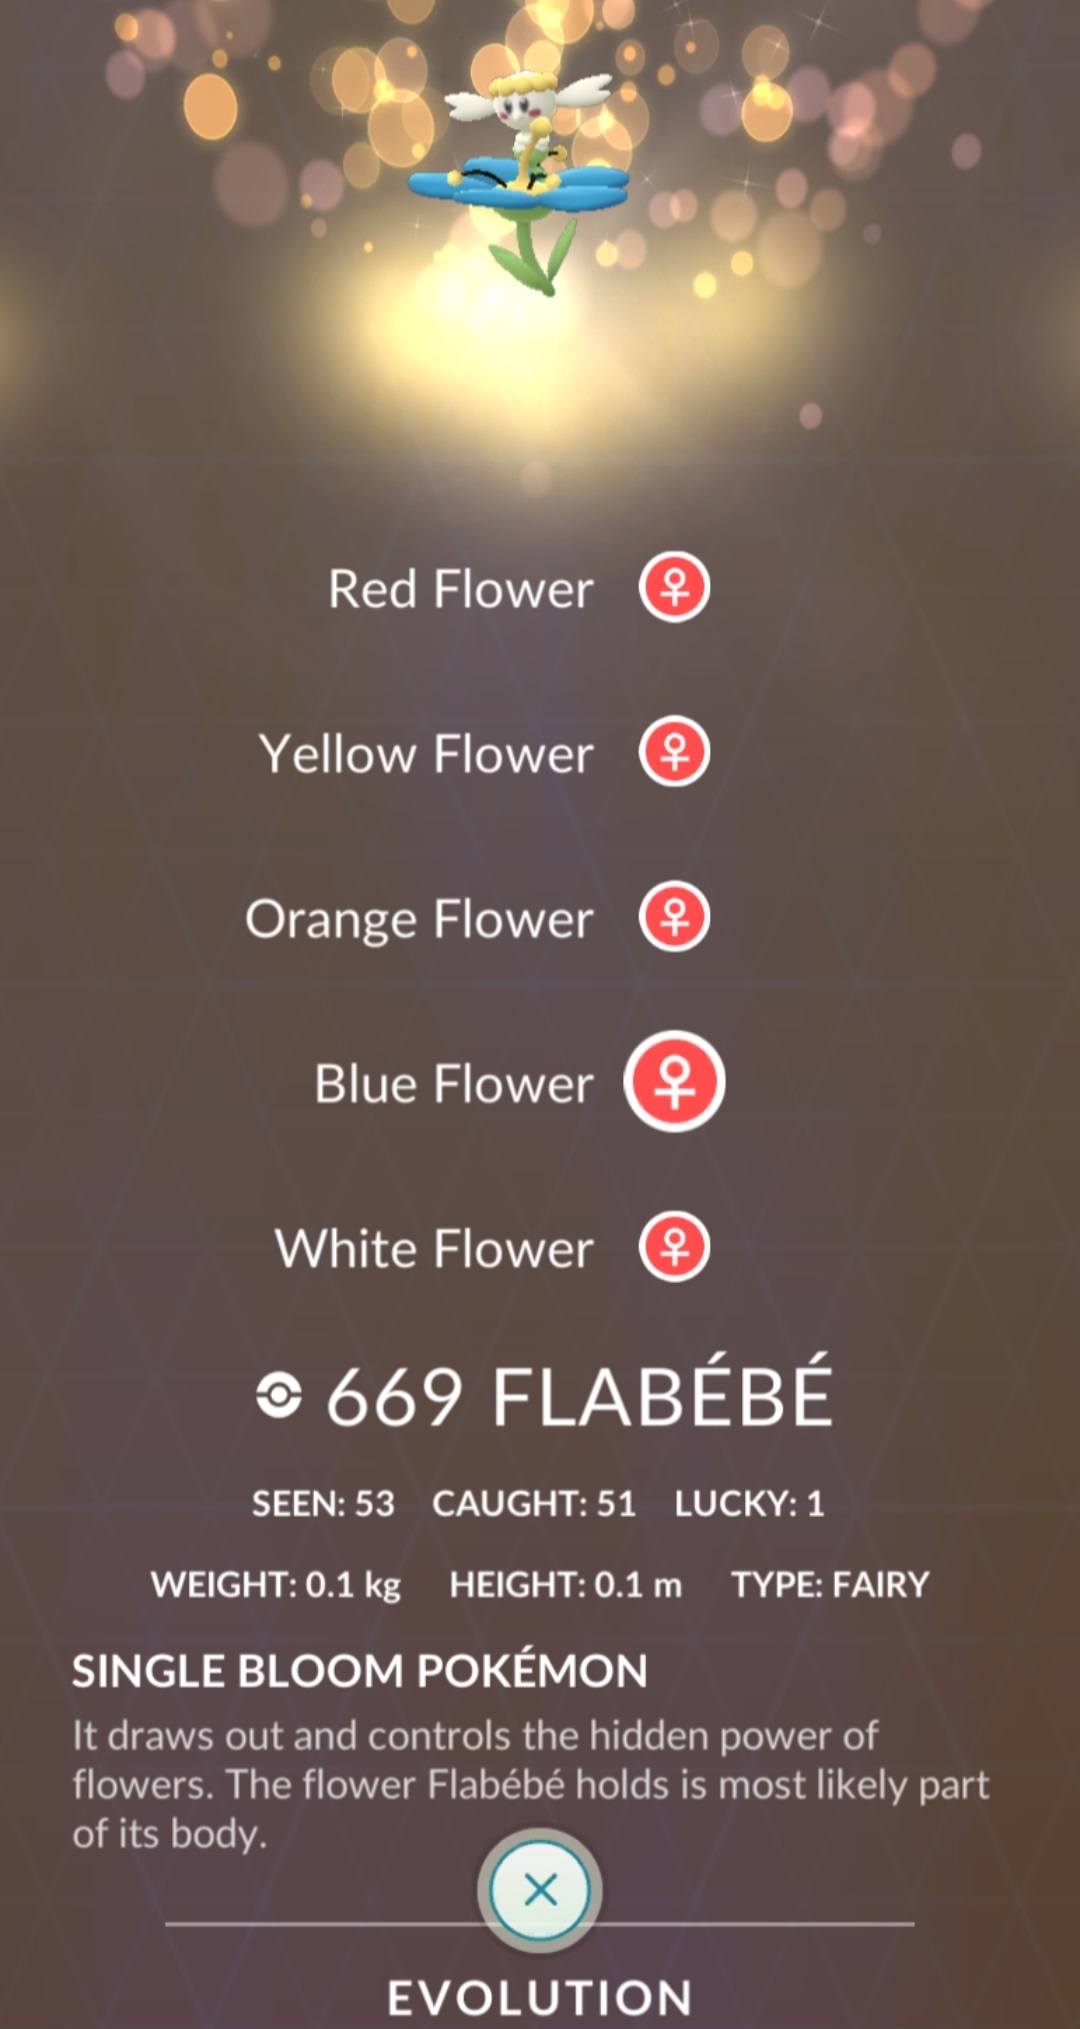 Red Flower
Yellow Flower
Orange Flower
Blue Flower
White Flower
669 FLABÉBÉ
SEEN: 53 CAUGHT: 51 LUCKY: 1
WEIGHT: 0.1 kg HEIGHT: 0.1 m TYPE: FAIRY
SINGLE BLOOM POKÉMON
It draws out and controls the hidden power of
flowers. The flower Flabébé holds is most likely part
of its body.
EVOLUTION